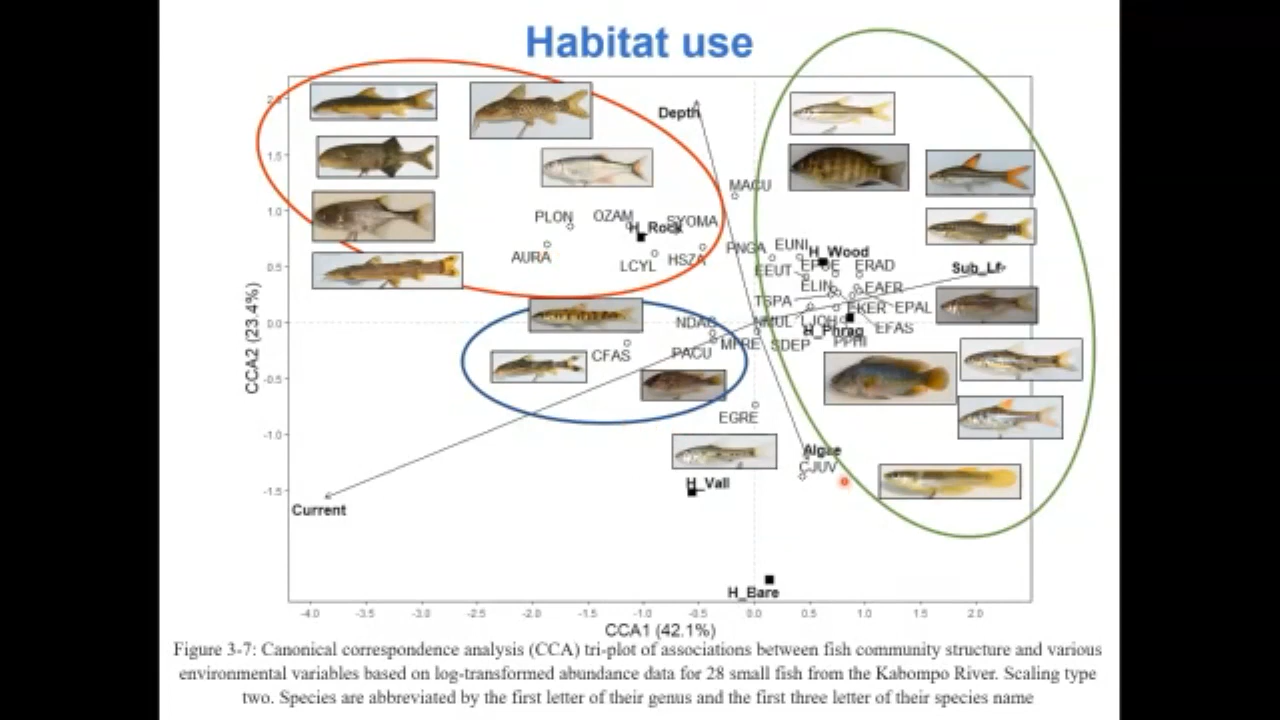 Habitat use
2.0
Depth
1.5
MACU
1.0
PLON OZAM SYOMA
H_Rock
AURA LCYL HSZA PNGA EUNI H_Wood
0.5
EEUT ERAD Sub_Lf
ELIN EAFR
TSPA EKER EPAL
0.0
NDAG LJOH EFAS
H_Phrag
CFAS PACU MFRE SDEP PPHI
-0.5
EGRE
-1.0
Algae
CJUV
H_Vall
-1.5
Current
H_Bare
CCA2 (23.4%)
-4.0 -3.5 -3.0 -2.5 -2.0 -1.5 -1.0 -0.5 0.0 0.5 1.0 1.5 2.0
CCA1 (42.1%)
Figure 3-7: Canonical correspondence analysis (CCA) tri-plot of associations between fish community structure and various
environmental variables based on log-transformed abundance data for 28 small fish from the Kabompo River. Scaling type
two. Species are abbreviated by the first letter of their genus and the first three letter of their species name